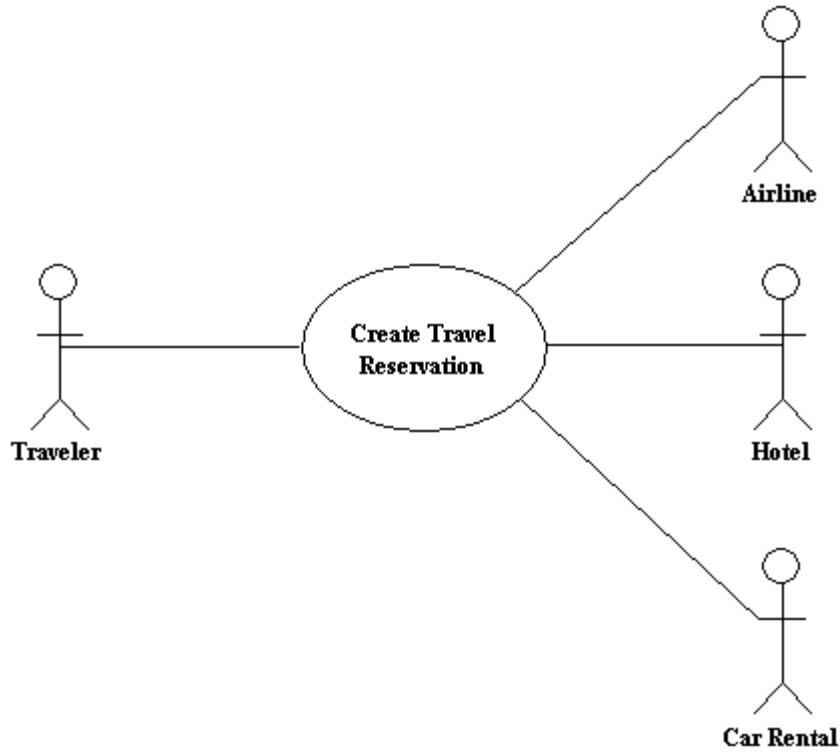 Airline
Create Travel
Reservation
Traveler
Hotel
Car Rental